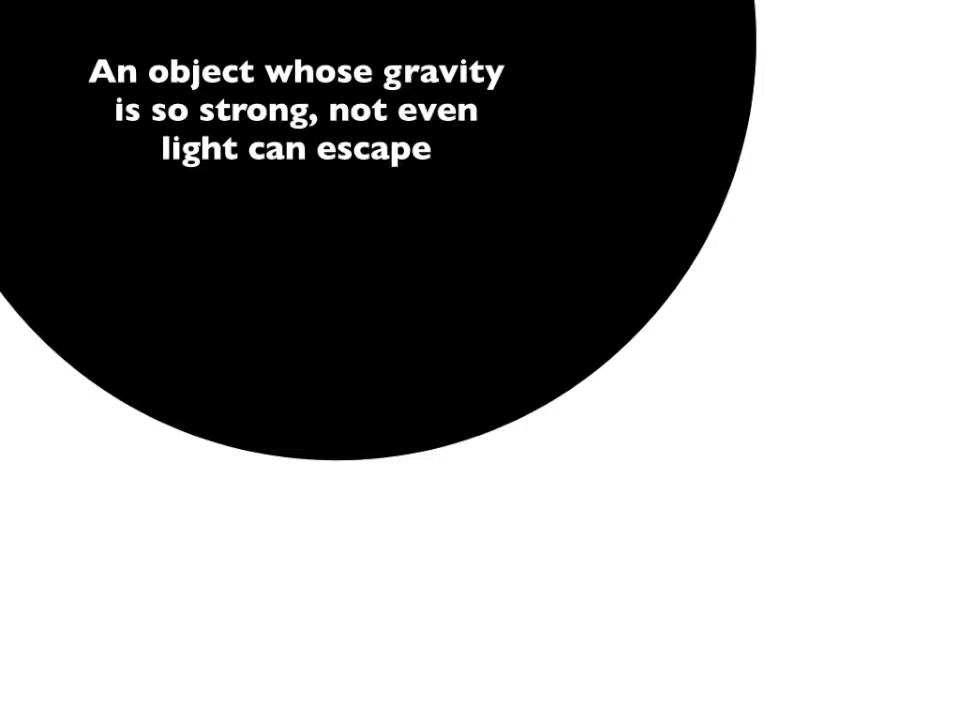 An object whose gravity
is so strong, not even
light can escape